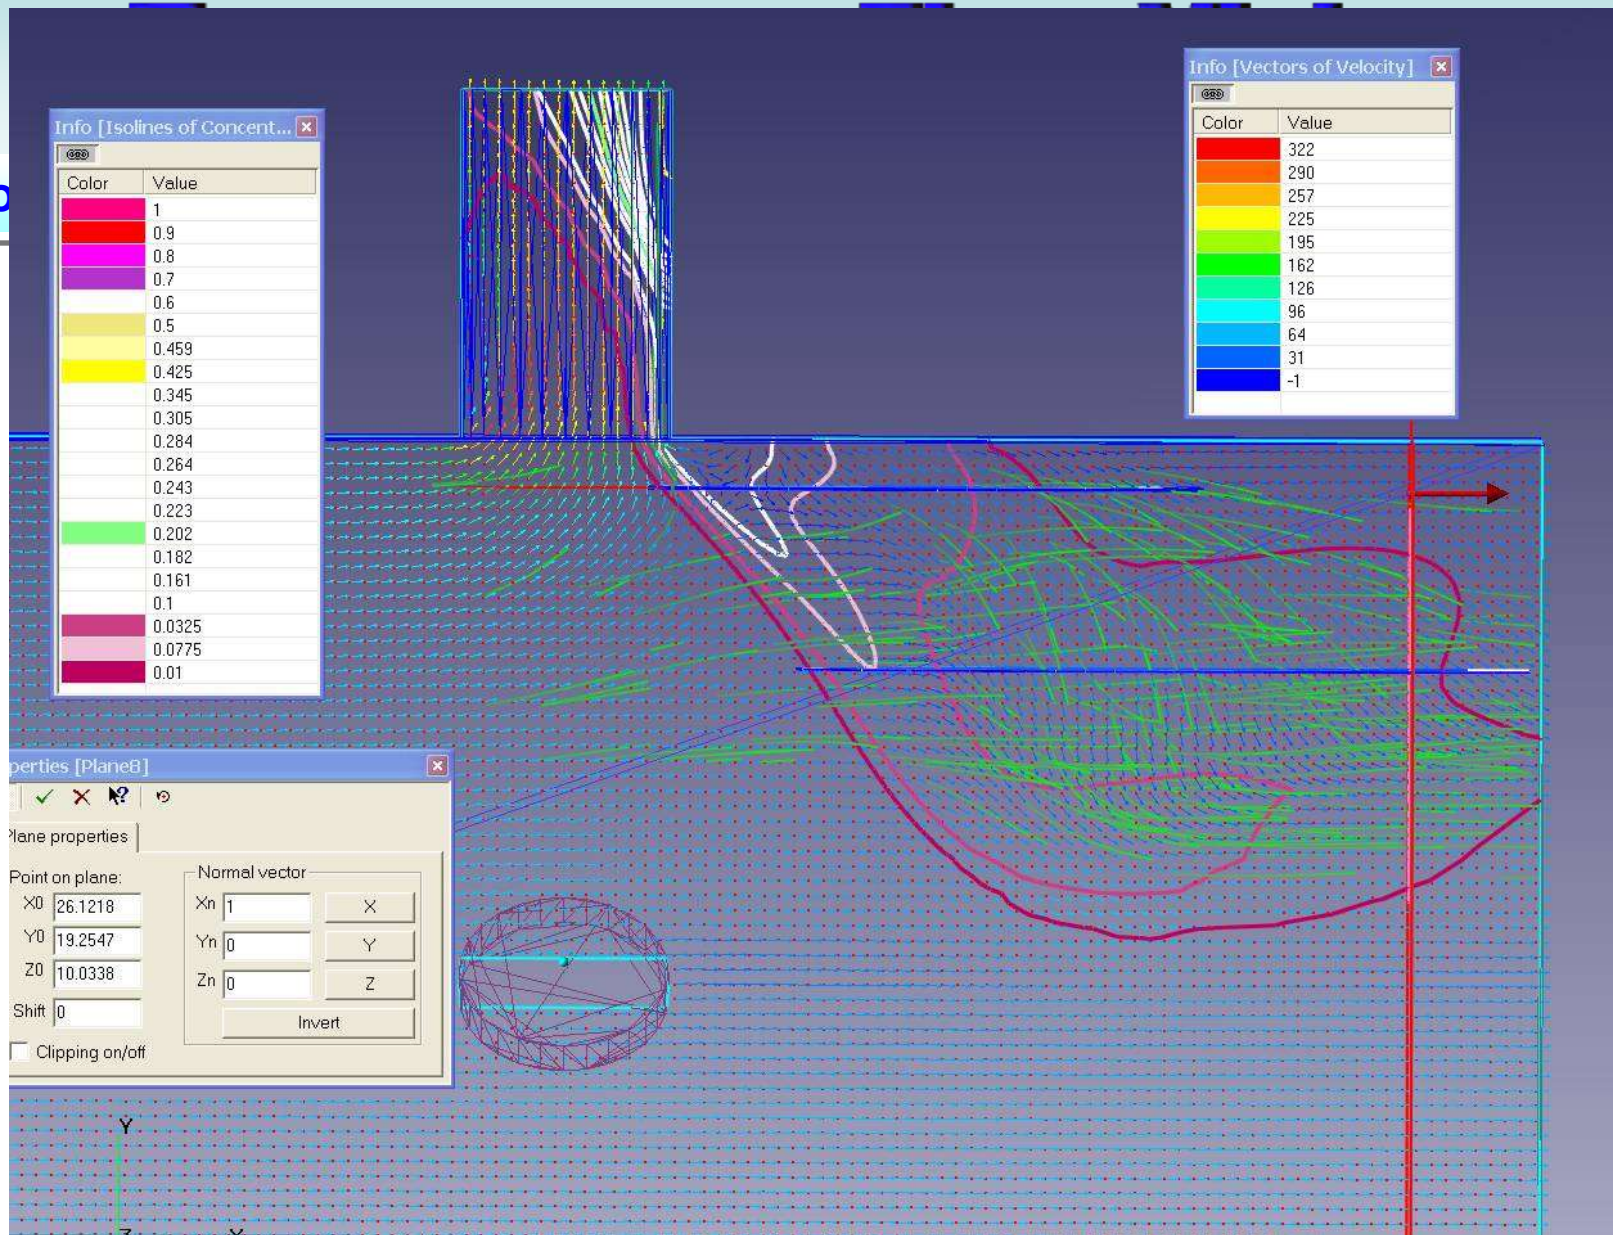 Info [Isolines of Concent...
Color Value
1
0.9
0.8
0.7
0.6
0.5
0.459
0.425
0.345
0.305
0.284
0.264
0.243
0.223
0.202
0.182
0.161
0.1
0.0325
0.0775
0.01
Info [Vectors of Velocity]
Color Value
322
290
257
225
195
162
126
96
64
31
-1
perties [Plane8]
Plane properties
Point on plane:
X0 26.1218
Y0 19.2547
Z0 10.0338
Shift 0
Clipping on/off
Normal vector
Xn 1 X
Yn 0 Y
Zn 0 Z
Invert
Y